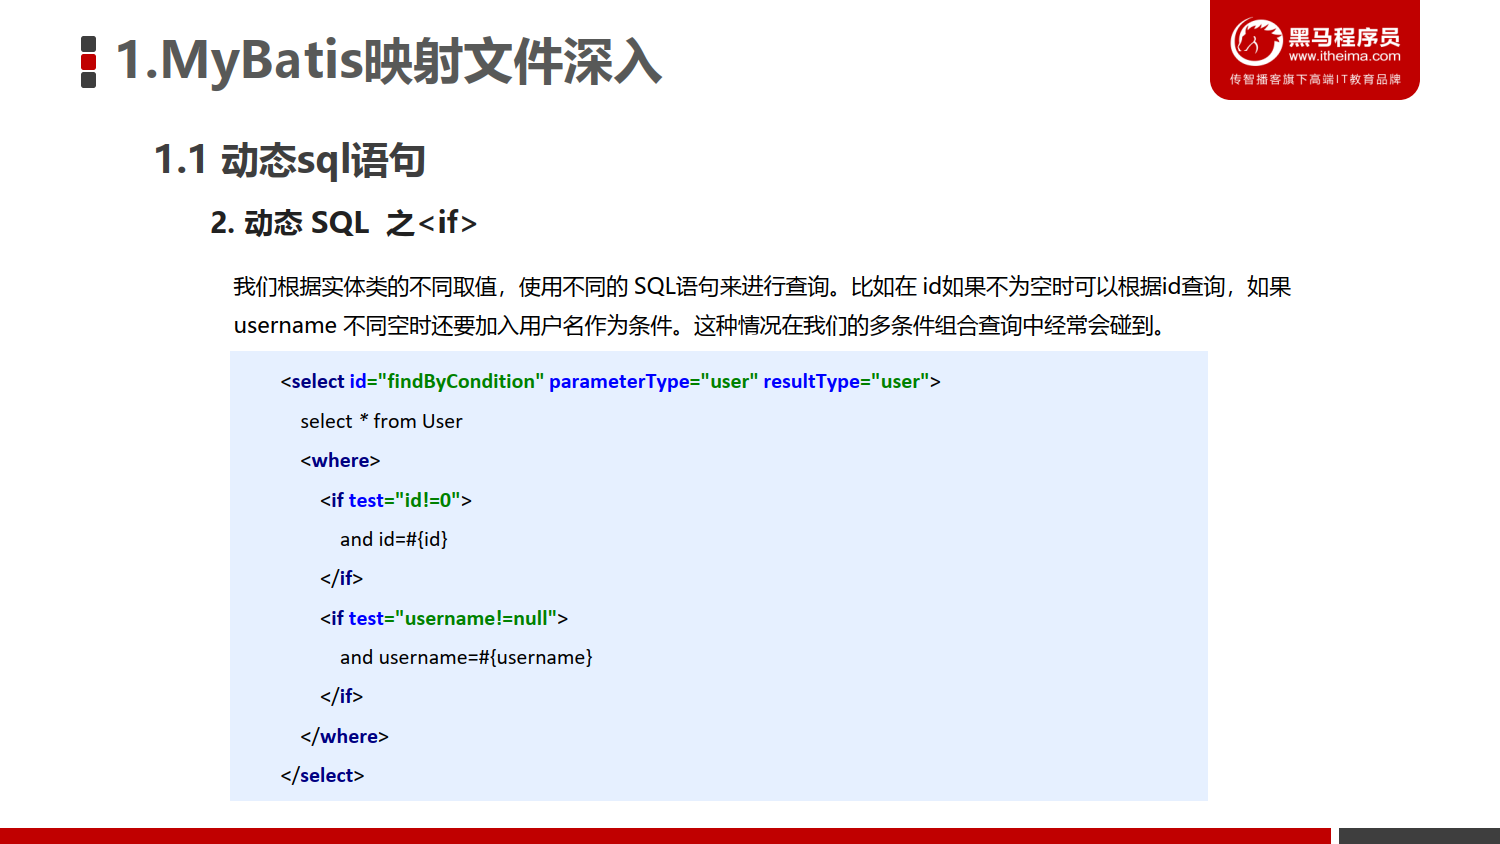 1.MyBatis映射文件深入
黑马程序员
www.itheima.com
传智播客旗下高端IT教育品牌
1.1 动态sql语句
2. 动态 SQL 之<if>
我们根据实体类的不同取值，使用不同的 SQL语句来进行查询。比如在 id如果不为空时可以根据id查询，如果
username 不同空时还要加入用户名作为条件。这种情况在我们的多条件组合查询中经常会碰到。
<select id="findByCondition" parameterType="user" resultType="user">
select * from User
<where>
<if test="id!=0">
and id=#{id}
</if>
<if test="username!=null">
and username=#{username}
</if>
</where>
</select>